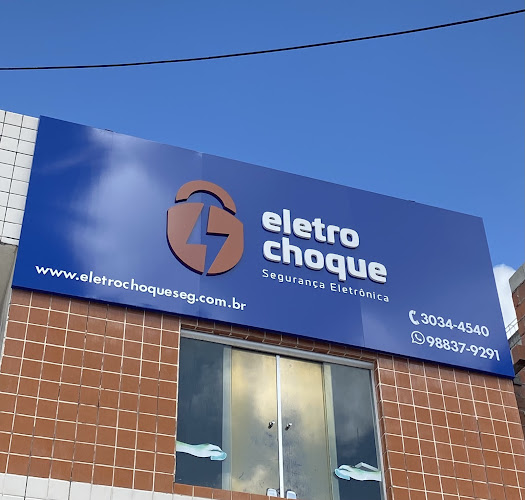 eletro
choque
Segurança Eletrônica
www.eletrochoqueseg.com.br
3034-4540
98837-9291